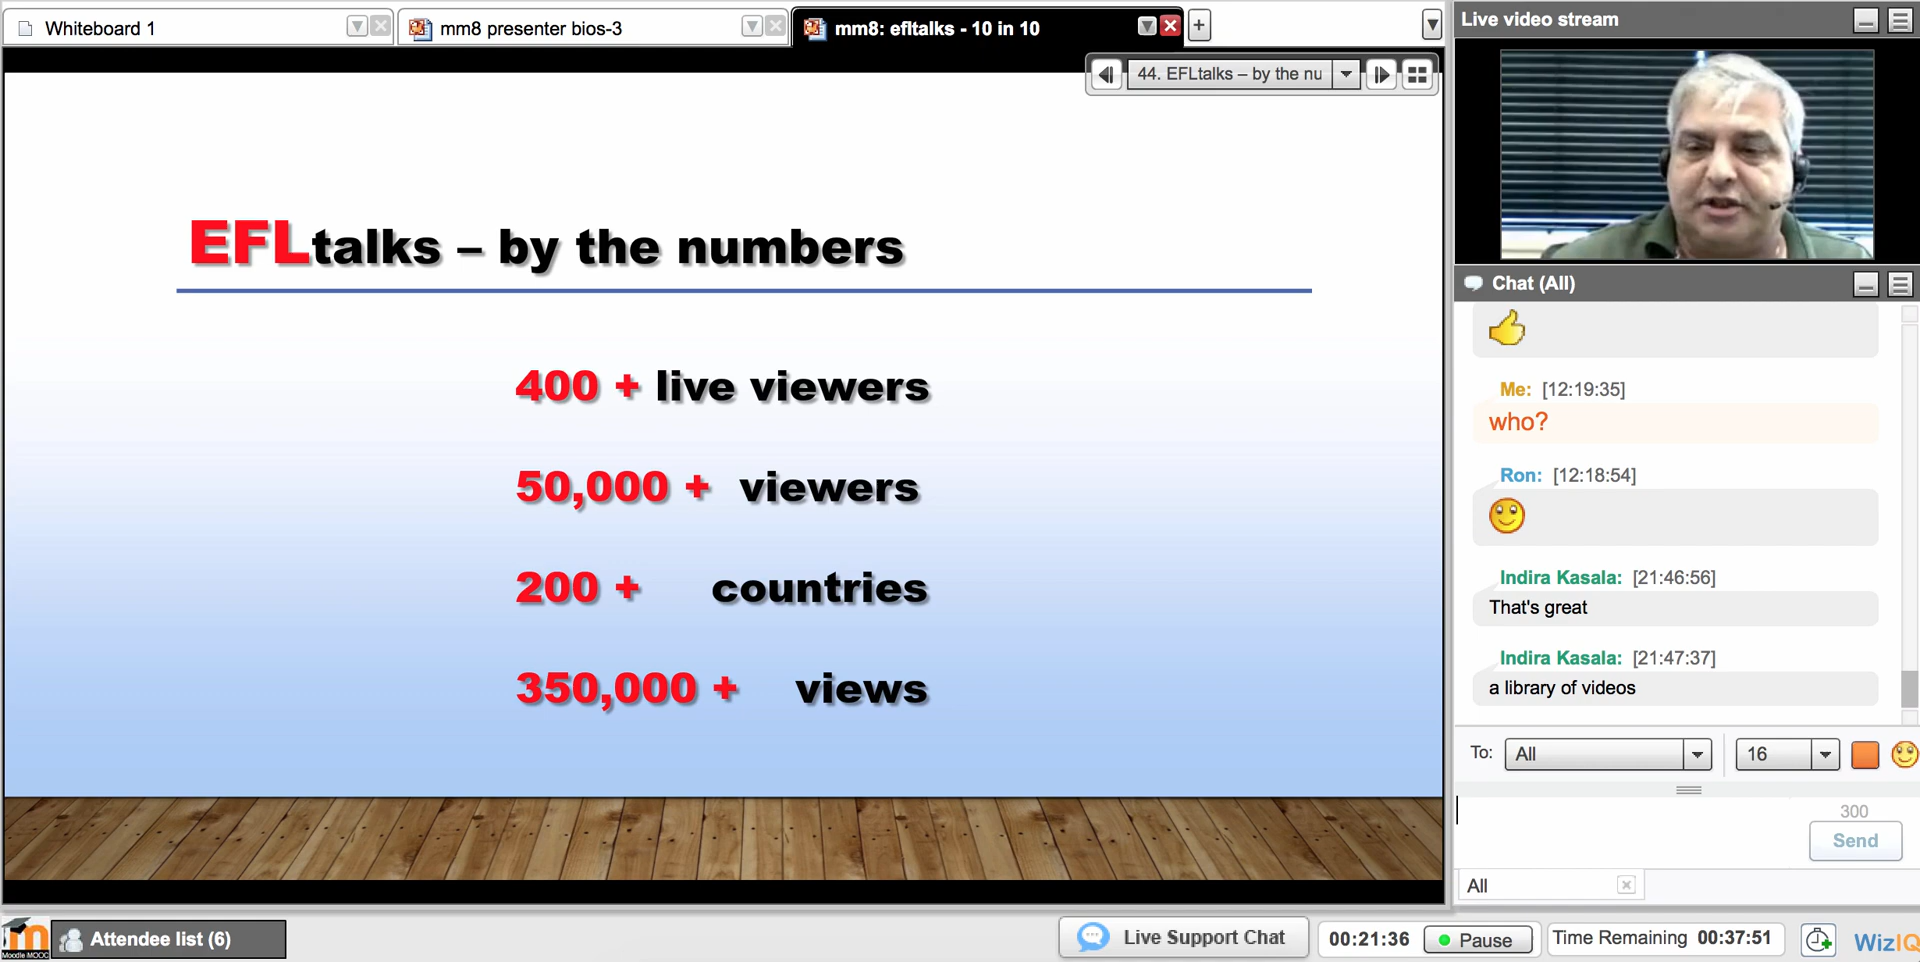 Whiteboard 1
mm8 presenter bios-3
mm8: efltalks - 10 in 10
+
44. EFLtalks – by the nu
EFLtalks – by the numbers
400 + live viewers
50,000 + viewers
200 + countries
350,000 + views
Live video stream
Chat (All)
Me: [12:19:35]
who?
Ron: [12:18:54]
Indira Kasala: [21:46:56]
That's great
Indira Kasala: [21:47:37]
a library of videos
To: All 16
300
Send
All
m
Moodle MOOC
Attendee list (6)
Live Support Chat
00:21:36
Pause
Time Remaining 00:37:51
WizIQ